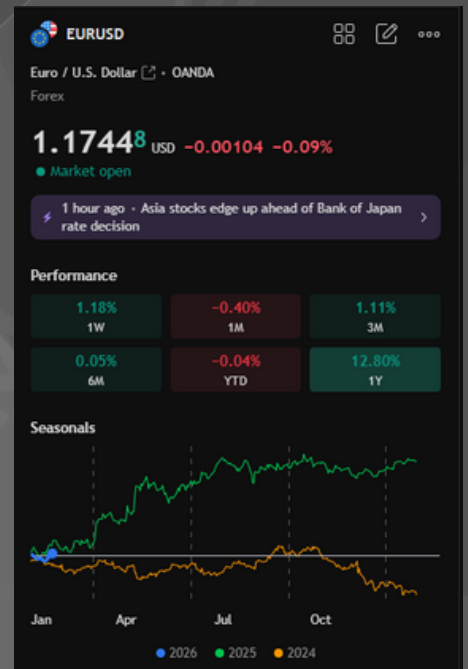 EURUSD
Euro / U.S. Dollar • OANDA
Forex
1.17448 USD −0.00104 −0.09%
Market open
1 hour ago • Asia stocks edge up ahead of Bank of Japan
rate decision
Performance
1.18% −0.40% 1.11%
1W 1M 3M
0.05% −0.04% 12.80%
6M YTD 1Y
Seasonals
Jan Apr Jul Oct
2026 2025 2024